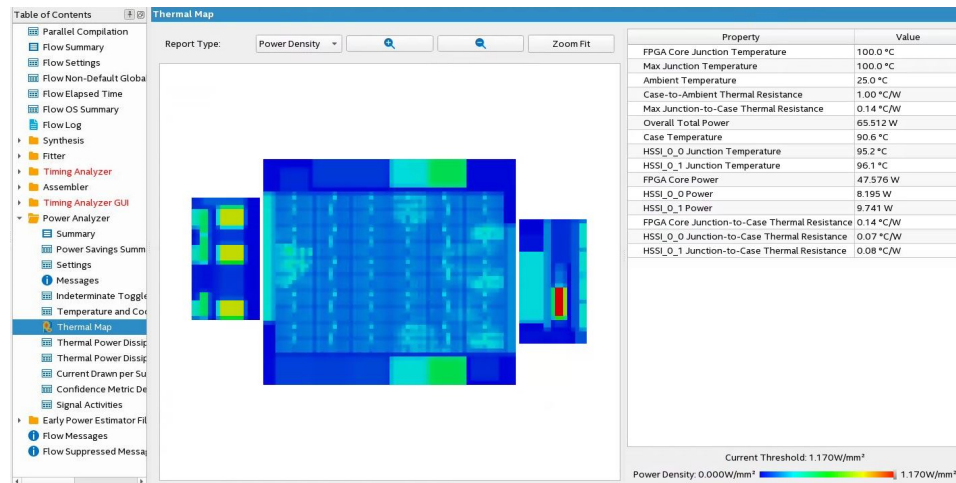 Table of Contents
Parallel Compilation
Flow Summary
Flow Settings
Flow Non-Default Globa
Flow Elapsed Time
Flow OS Summary
Flow Log
Synthesis
Fitter
Timing Analyzer
Assembler
Timing Analyzer GUI
Power Analyzer
Summary
Power Savings Summ
Settings
Messages
Indeterminate Toggle
Temperature and Coo
Thermal Map
Thermal Power Dissip
Thermal Power Dissip
Current Drawn per Su
Confidence Metric De
Signal Activities
Early Power Estimator Fil
Flow Messages
Flow Suppressed Messag
Thermal Map
Report Type: Power Density Zoom Fit
Property Value
FPGA Core Junction Temperature 100.0 °C
Max Junction Temperature 100.0 °C
Ambient Temperature 25.0 °C
Case-to-Ambient Thermal Resistance 1.00 °C/W
Max Junction-to-Case Thermal Resistance 0.14 °C/W
Overall Total Power 65.512 W
Case Temperature 90.6 °C
HSSI_0_0 Junction Temperature 95.2 °C
HSSI_0_1 Junction Temperature 96.1 °C
FPGA Core Power 47.576 W
HSSI_0_0 Power 8.195 W
HSSI_0_1 Power 9.741 W
FPGA Core Junction-to-Case Thermal Resistance 0.14 °C/W
HSSI_0_0 Junction-to-Case Thermal Resistance 0.07 °C/W
HSSI_0_1 Junction-to-Case Thermal Resistance 0.08 °C/W
Current Threshold: 1.170W/mm²
Power Density: 0.000W/mm² 1.170W/mm²